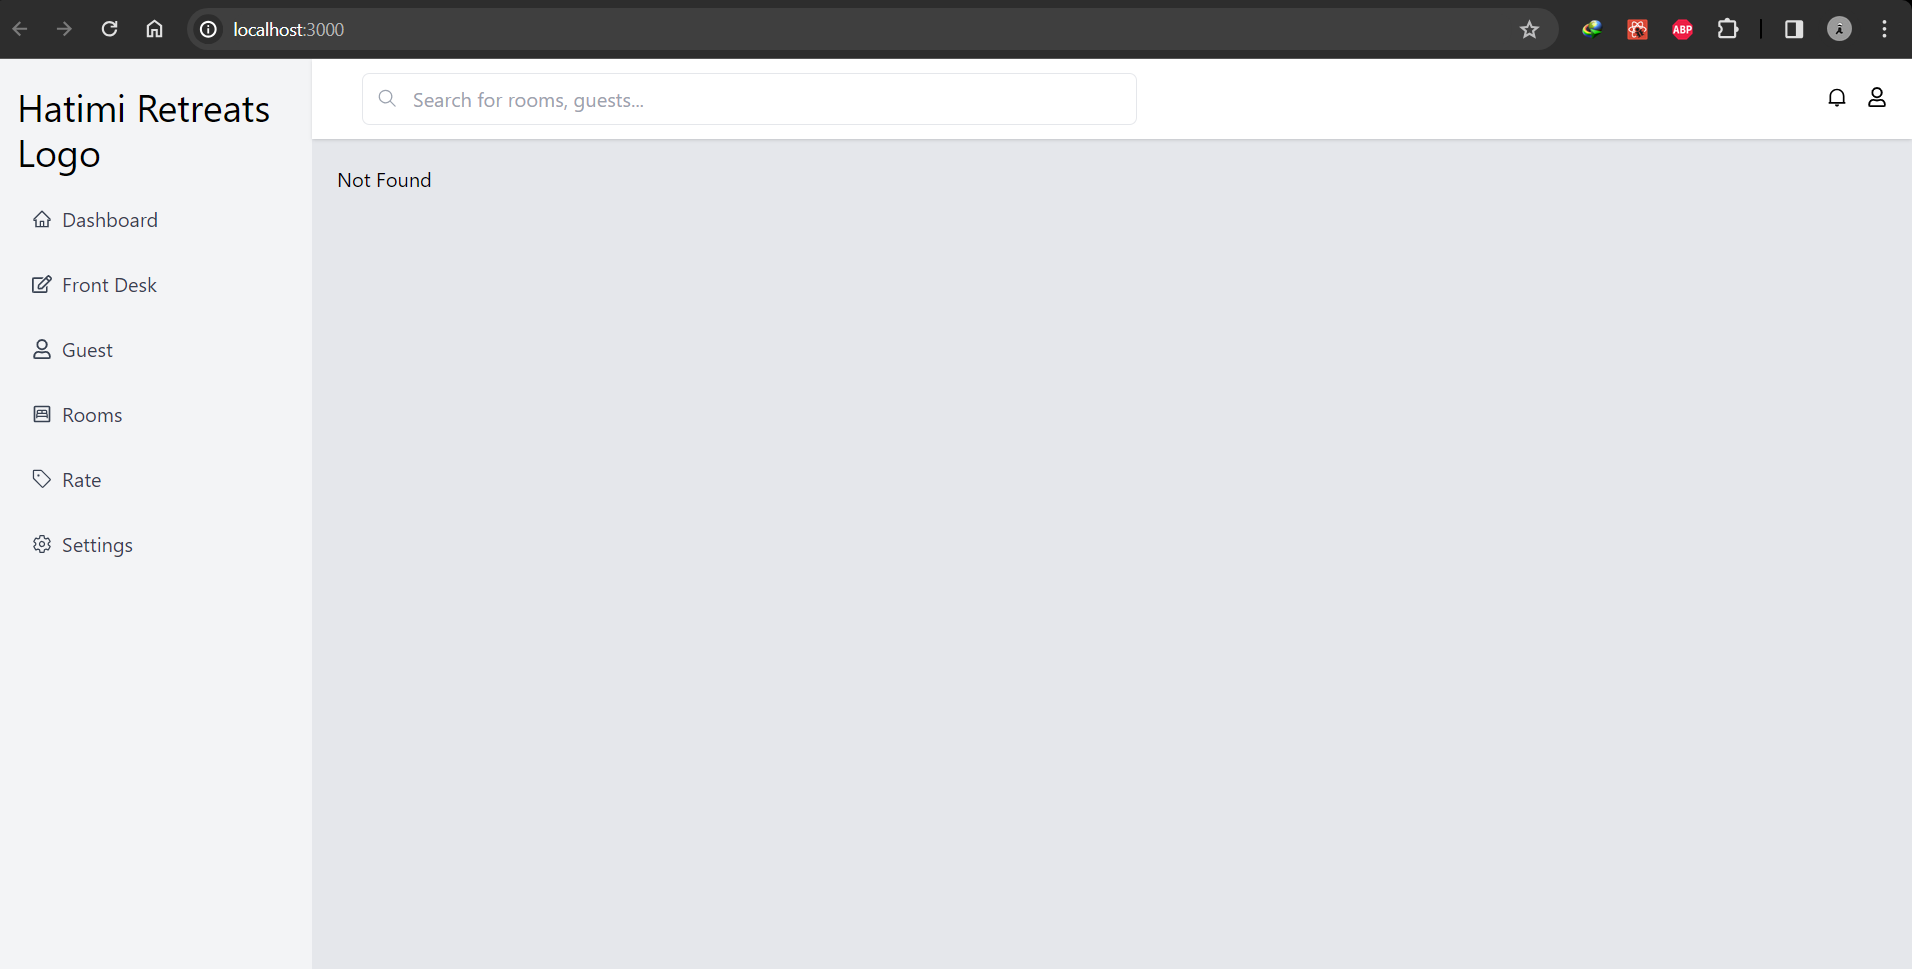 localhost:3000
ABP
Hatimi Retreats
Logo
Search for rooms, guests...
Not Found
Dashboard
Front Desk
Guest
Rooms
Rate
Settings